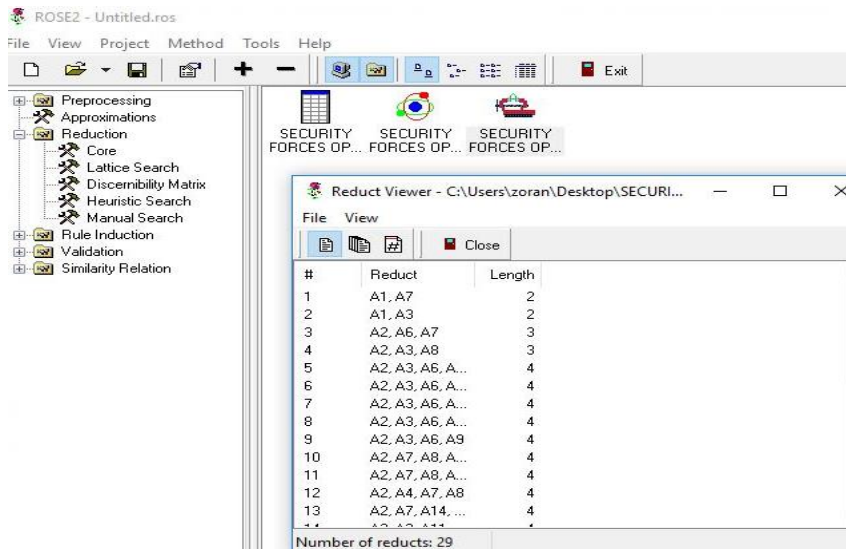 ROSE2 - Untitled.ros
File View Project Method Tools Help
Exit
Preprocessing
Approximations
Reduction
Core
Lattice Search
Discernibility Matrix
Heuristic Search
Manual Search
Rule Induction
Validation
Similarity Relation
SECURITY SECURITY SECURITY
FORCES OP... FORCES OP... FORCES OP...
Reduct Viewer - C:\Users\zoran\Desktop\SECURI...
File View
Close
# Reduct Length
1 A1, A7 2
2 A1, A3 2
3 A2, A6, A7 3
4 A2, A3, A8 3
5 A2, A3, A6, A... 4
6 A2, A3, A6, A... 4
7 A2, A3, A6, A... 4
8 A2, A3, A6, A... 4
9 A2, A3, A6, A9 4
10 A2, A7, A8, A... 4
11 A2, A7, A8, A... 4
12 A2, A4, A7, A8 4
13 A2, A7, A14, ... 4
Number of reducts: 29